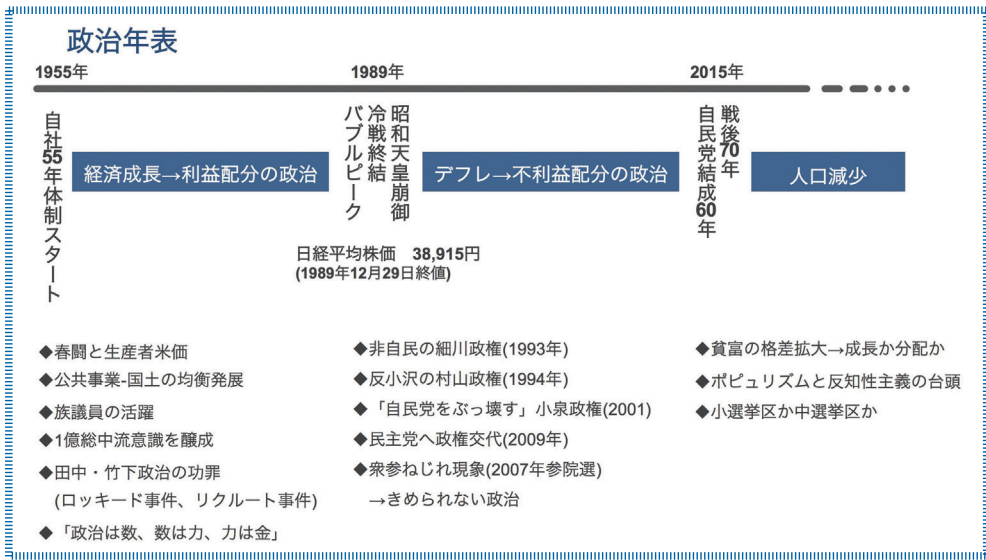 政治年表
1955年
1989年
2015年
自社55年体制スタート
経済成長→利益配分の政治
昭和天皇崩御
冷戦終結
バブルピーク
デフレ→不利益配分の政治
戦後70年
自民党結成60年
人口減少
日経平均株価　38,915円
(1989年12月29日終値)
◆春闘と生産者米価
◆公共事業-国土の均衡発展
◆族議員の活躍
◆1億総中流意識を醸成
◆田中・竹下政治の功罪
(ロッキード事件、リクルート事件)
◆「政治は数、数は力、力は金」
◆非自民の細川政権(1993年)
◆反小沢の村山政権(1994年)
◆「自民党をぶっ壊す」小泉政権(2001)
◆民主党へ政権交代(2009年)
◆衆参ねじれ現象(2007年参院選)
→きめられない政治
◆貧富の格差拡大→成長か分配か
◆ポピュリズムと反知性主義の台頭
◆小選挙区か中選挙区か